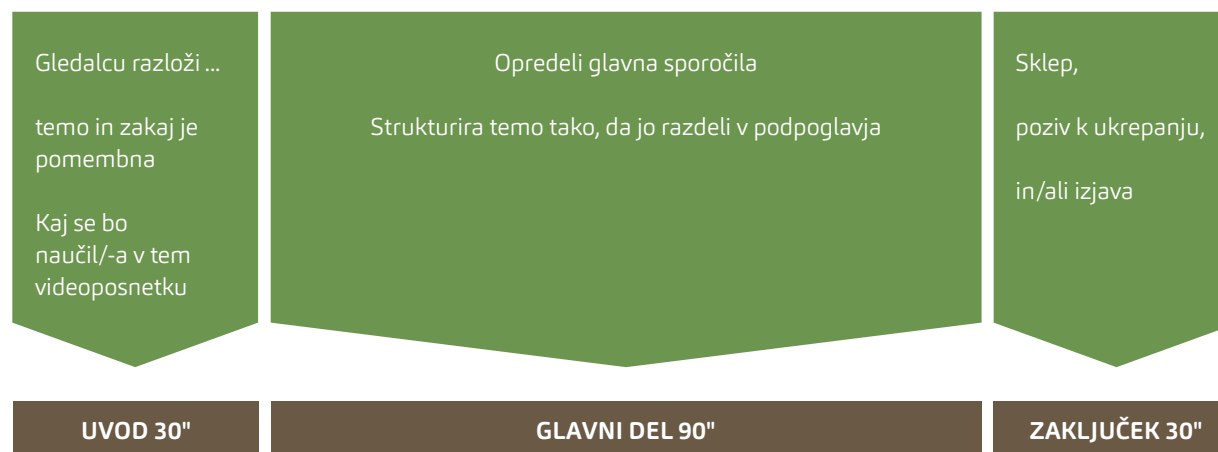 Gledalcu razloži ...
temo in zakaj je
pomembna
Kaj se bo
naučil/-a v tem
videoposnetku
Opredeli glavna sporočila
Strukturira temo tako, da jo razdeli v podpoglavja
Sklep,
poziv k ukrepanju,
in/ali izjava
UVOD 30"
GLAVNI DEL 90"
ZAKLJUČEK 30"